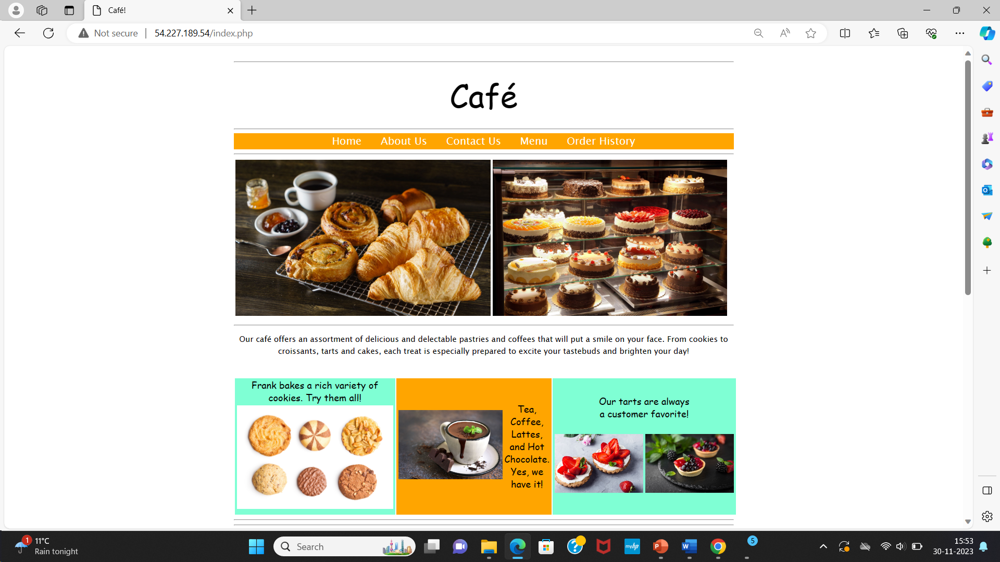 Café!
Not secure
54.227.189.54/index.php
Café
Home About Us Contact Us Menu Order History
Our café offers an assortment of delicious and delectable pastries and coffees that will put a smile on your face. From cookies to
croissants, tarts and cakes, each treat is especially prepared to excite your tastebuds and brighten your day!
Frank bakes a rich variety of
cookies. Try them all!
Tea,
Coffee,
Lattes,
and Hot
Chocolate.
Yes, we
have it!
Our tarts are always
a customer favorite!
1
11°C
Rain tonight
Search
myhp
P
W
5
15:53
30-11-2023